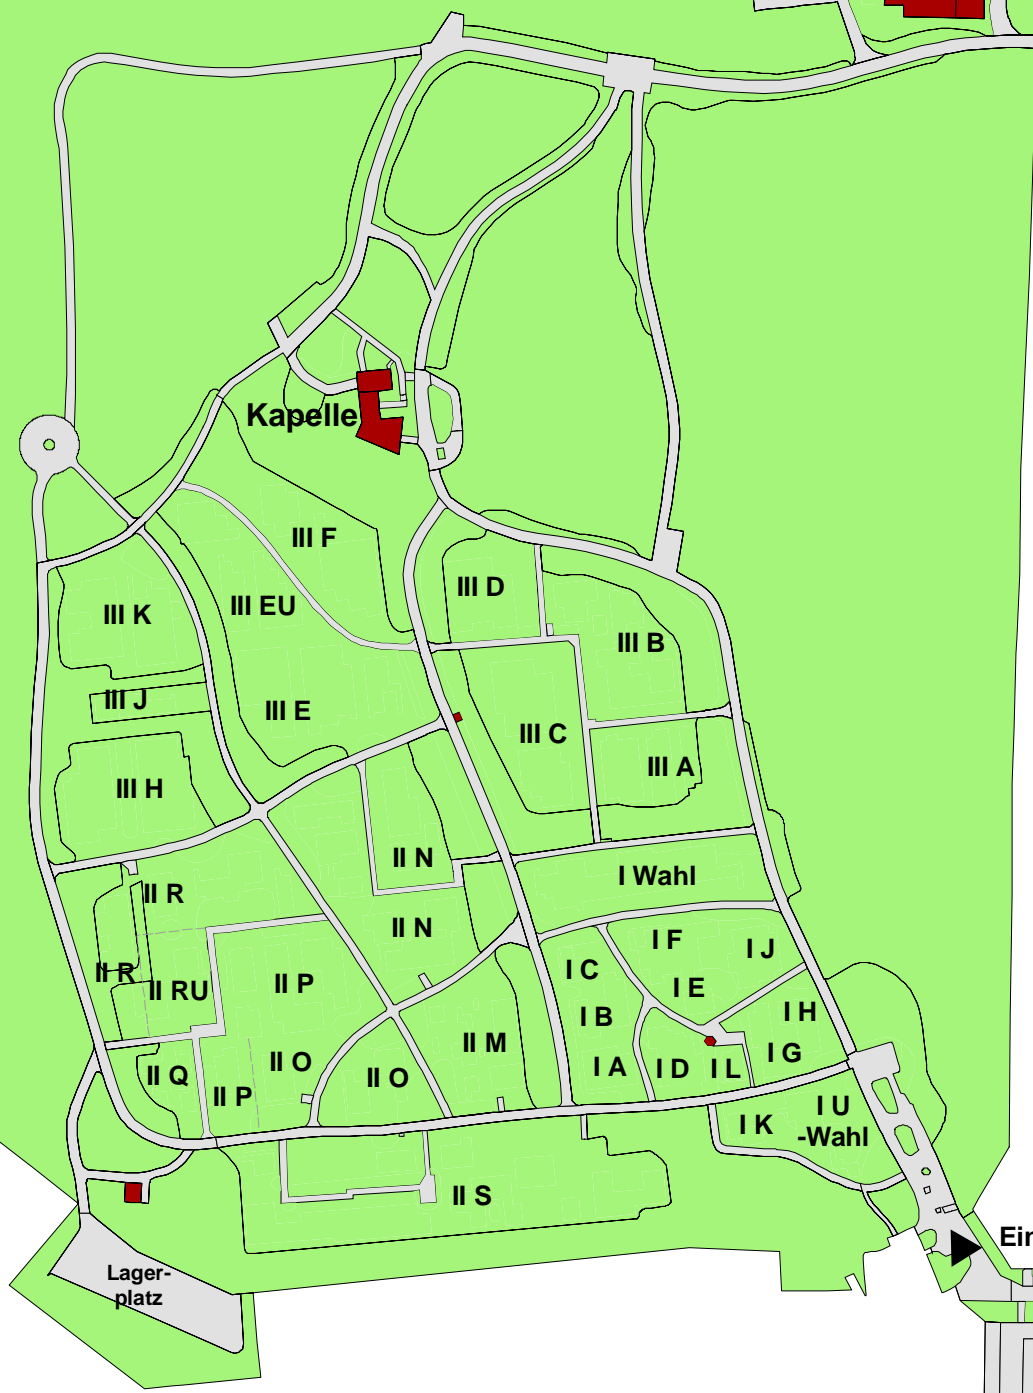 Kapelle
III F
III D
III EU
III K
III B
III J
III E
III C
III A
III H
II N
I Wahl
II R
II N
I F
I J
I C
II R
II RU
II P
I E
I B
I H
II M
I G
II O
I A
I D
I L
II Q
II O
II P
I U
-Wahl
I K
II S
Ein
Lager-
platz